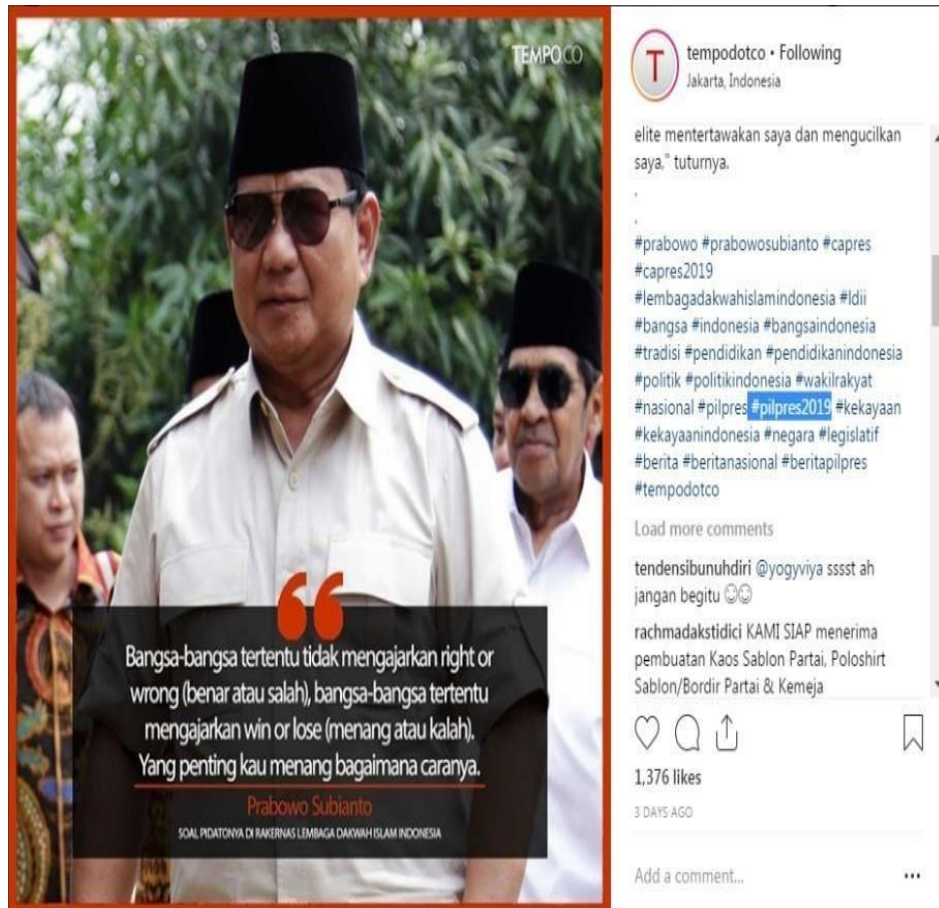 TEMPO.CO
Bangsa-bangsa tertentu tidak mengajarkan right or
wrong (benar atau salah), bangsa-bangsa tertentu
mengajarkan win or lose (menang atau kalah).
Yang penting kau menang bagaimana caranya.
Prabowo Subianto
SOAL PIDATONYA DI RAKERNAS LEMBAGA DAKWAH ISLAM INDONESIA
T
tempodotco • Following
Jakarta, Indonesia
elite mentertawakan saya dan mengucilkan
saya," tuturnya.
.
.
#prabowo #prabowosubianto #capres
#capres2019
#lembagadakwahislamindonesia #ldii
#bangsa #indonesia #bangsaindonesia
#tradisi #pendidikan #pendidikanindonesia
#politik #politikindonesia #wakilrakyat
#nasional #pilpres #pilpres2019 #kekayaan
#kekayaanindonesia #negara #legislatif
#berita #beritanasional #beritapilpres
#tempodotco
Load more comments
tendensibunuhdiri @yogyviya sssst ah
jangan begitu
rachmadakstidici KAMI SIAP menerima
pembuatan Kaos Sablon Partai, Poloshirt
Sablon/Bordir Partai & Kemeja
1,376 likes
3 DAYS AGO
Add a comment...